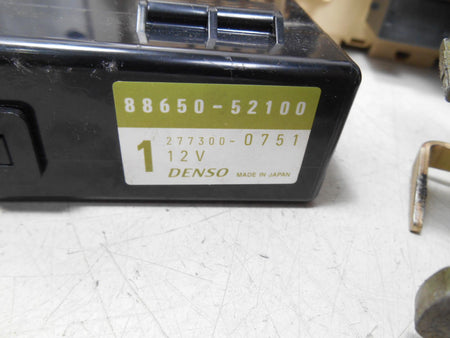 88650-52100
277300-0751
1 12V
DENSO MADE IN JAPAN